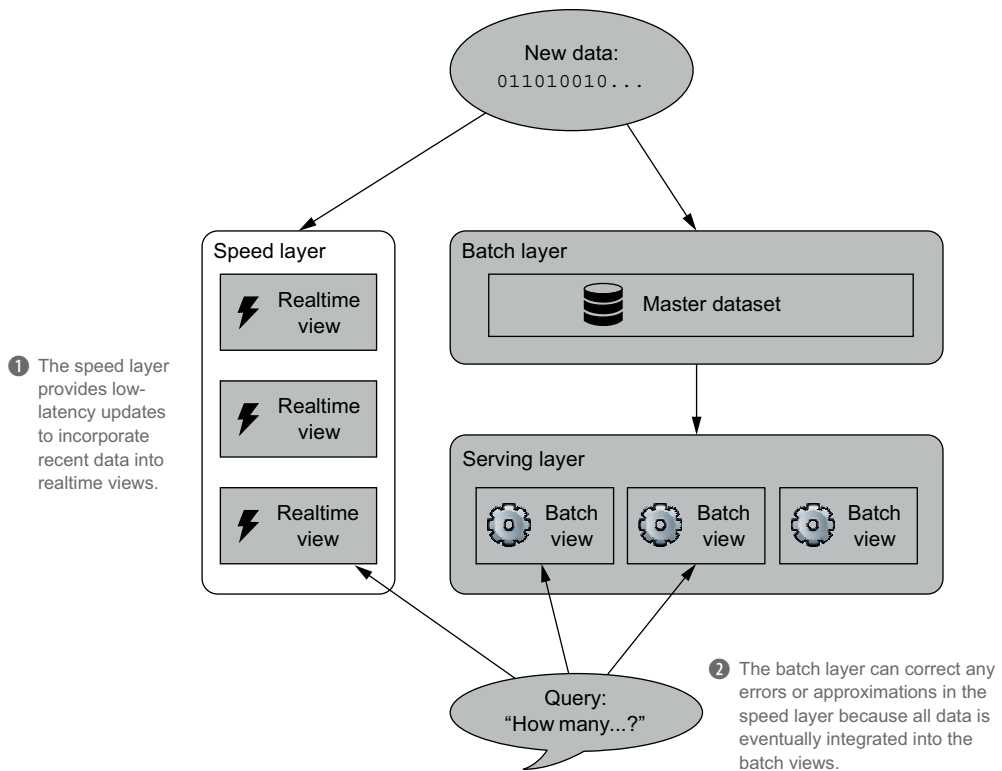 New data:
011010010...
Speed layer
Realtime
view
Realtime
view
Realtime
view
Batch layer
Master dataset
Serving layer
Batch
view
Batch
view
Batch
view
1 The speed layer
provides low-
latency updates
to incorporate
recent data into
realtime views.
Query:
“How many...?”
2 The batch layer can correct any
errors or approximations in the
speed layer because all data is
eventually integrated into the
batch views.